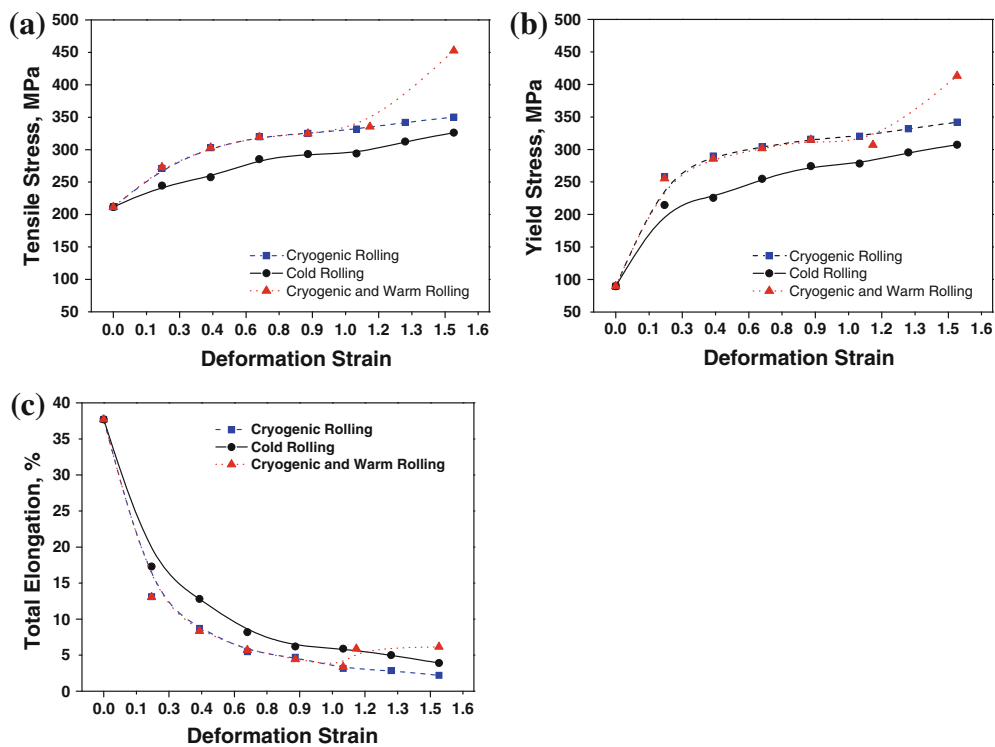 (a)
Tensile Stress, MPa
500
450
400
350
300
250
200
150
100
50
0.0 0.1 0.3 0.4 0.6 0.7 0.9 1.0 1.2 1.3 1.5 1.6
Deformation Strain
Cryogenic Rolling
Cold Rolling
Cryogenic and Warm Rolling
(b)
Yield Stress, MPa
500
450
400
350
300
250
200
150
100
50
0.0 0.1 0.3 0.4 0.6 0.7 0.9 1.0 1.2 1.3 1.5 1.6
Deformation Strain
Cryogenic Rolling
Cold Rolling
Cryogenic and Warm Rolling
(c)
Total Elongation, %
40
35
30
25
20
15
10
5
0
0.0 0.1 0.3 0.4 0.6 0.7 0.9 1.0 1.2 1.3 1.5 1.6
Deformation Strain
Cryogenic Rolling
Cold Rolling
Cryogenic and Warm Rolling